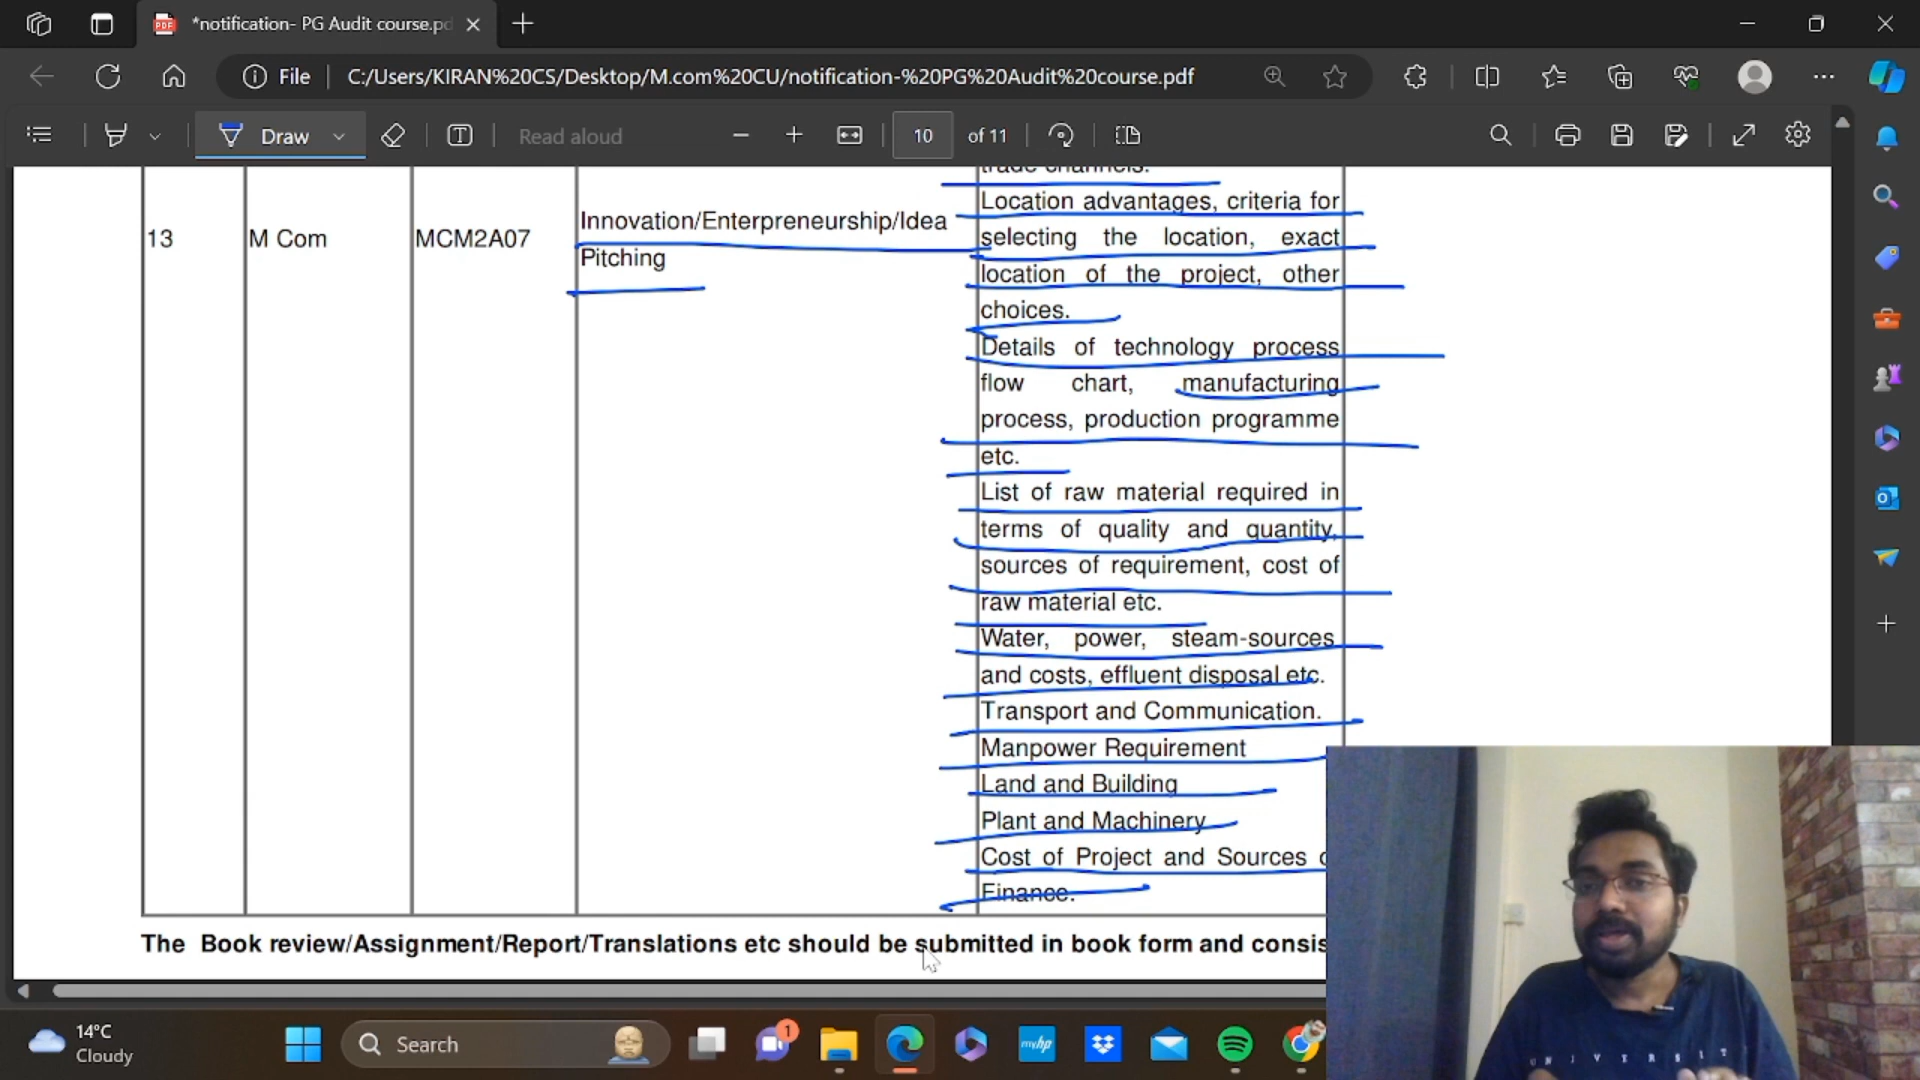 *notification- PG Audit course.pd
File
C:/Users/KIRAN%20CS/Desktop/M.com%20CU/notification-%20PG%20Audit%20course.pdf
Draw
Read aloud
10
of 11
trade channels.
13
M Com
MCM2A07
Innovation/Enterpreneurship/Idea
Pitching
Location advantages, criteria for
selecting the location, exact
location of the project, other
choices.
Details of technology process
flow chart, manufacturing
process, production programme
etc.
List of raw material required in
terms of quality and quantity,
sources of requirement, cost of
raw material etc.
Water, power, steam-sources
and costs, effluent disposal etc.
Transport and Communication.
Manpower Requirement
Land and Building
Plant and Machinery
Cost of Project and Sources
Finance.
The Book review/Assignment/Report/Translations etc should be submitted in book form and consis
UNIVERSIT
14°C
Cloudy
Search
1
myhp